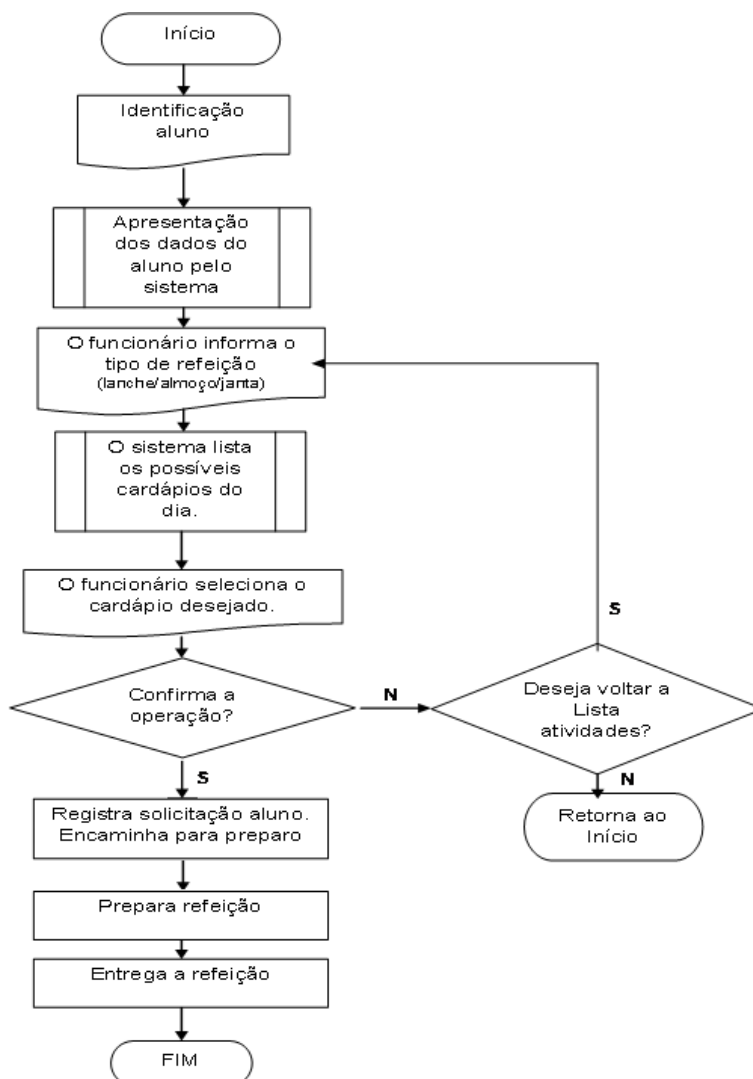 Início
Identificação
aluno
Apresentação
dos dados do
aluno pelo
sistema
O funcionário informa o
tipo de refeição
(lanche/almoço/janta)
O sistema lista
os possíveis
cardápios do
dia.
O funcionário seleciona o
cardápio desejado.
Confirma a
operação?
N
S
Deseja voltar a
Lista
atividades?
S
N
Retorna ao
Início
Registra solicitação aluno.
Encaminha para preparo
Prepara refeição
Entrega a refeição
FIM